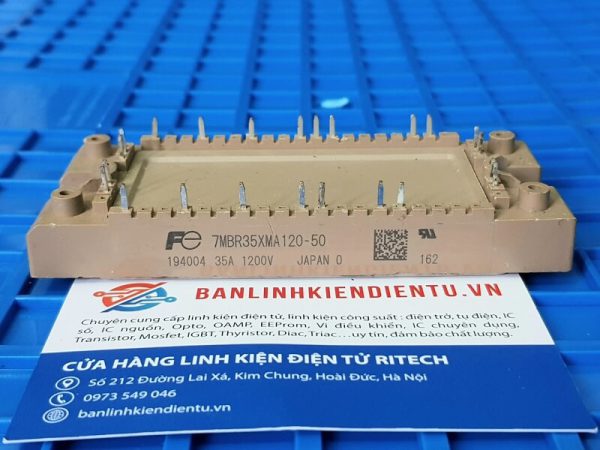 Fe 7MBR35XMA120-50
194004 35A 1200V JAPAN O 162
BANLINHKIENDIENTU.VN
Chuyên cung cấp linh kiện điện tử, linh kiện công suất : điện trở, tụ điện, IC
số, IC nguồn, Opto, OAMP, EEProm, Vi điều khiển, IC chuyên dụng,
Transistor, Mosfet, IGBT, Thyristor, Diac, Triac...uy tín, đảm bảo chất lượng.
CỬA HÀNG LINH KIỆN ĐIỆN TỬ RITECH
Số 212 Đường Lai Xá, Kim Chung, Hoài Đức, Hà Nội
0973 549 046
banlinhkiendientu.vn